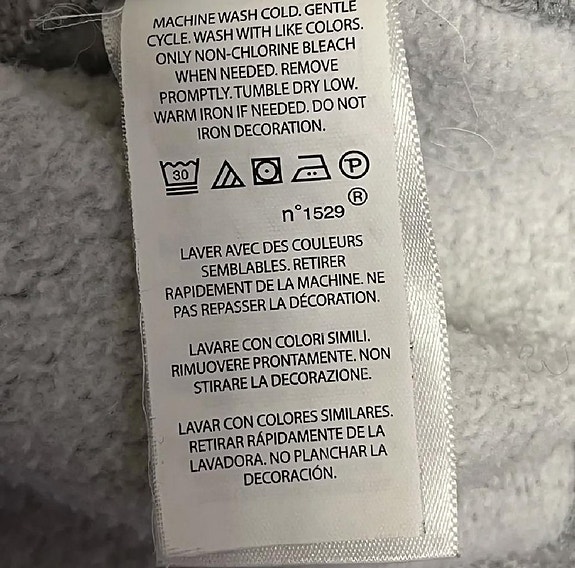 MACHINE WASH COLD. GENTLE
CYCLE. WASH WITH LIKE COLORS.
ONLY NON-CHLORINE BLEACH
WHEN NEEDED. REMOVE
PROMPTLY. TUMBLE DRY LOW.
WARM IRON IF NEEDED. DO NOT
IRON DECORATION.
30 P
n°1529 ®
LAVER AVEC DES COULEURS
SEMBLABLES. RETIRER
RAPIDEMENT DE LA MACHINE. NE
PAS REPASSER LA DÉCORATION.
LAVARE CON COLORI SIMILI.
RIMUOVERE PRONTAMENTE. NON
STIRARE LA DECORAZIONE.
LAVAR CON COLORES SIMILARES.
RETIRAR RÁPIDAMENTE DE LA
LAVADORA. NO PLANCHAR LA
DECORACIÓN.